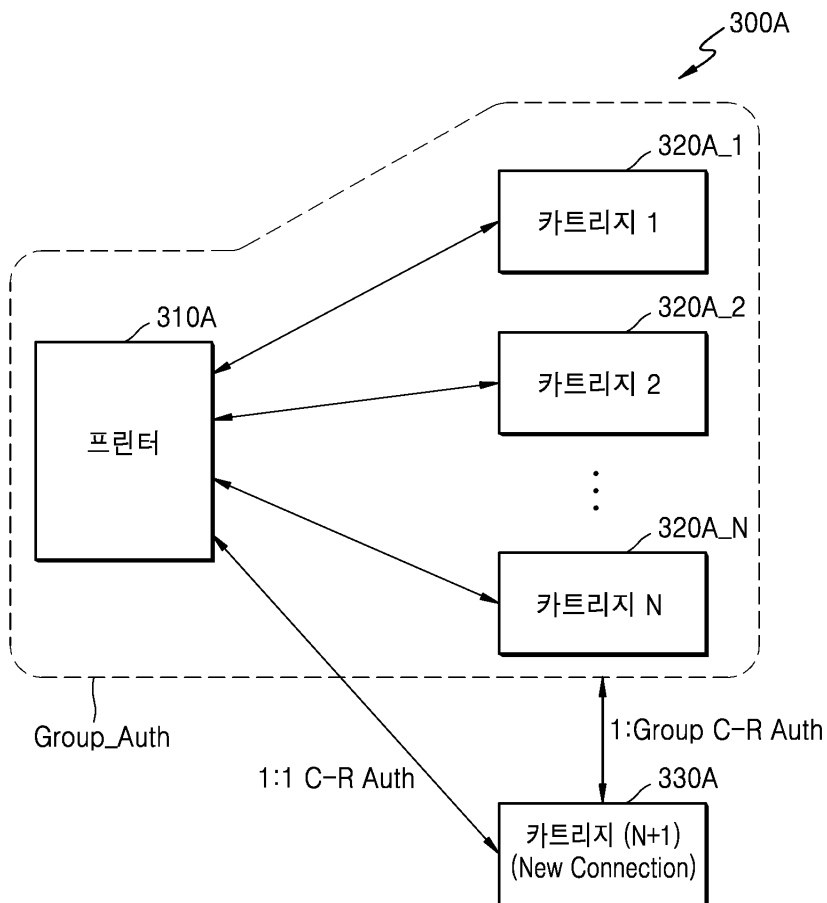 300A
320A_1
카트리지 1
310A
320A_2
프린터
카트리지 2
320A_N
카트리지 N
Group_Auth
1:Group C-R Auth
1:1 C-R Auth
330A
카트리지 (N+1)
(New Connection)